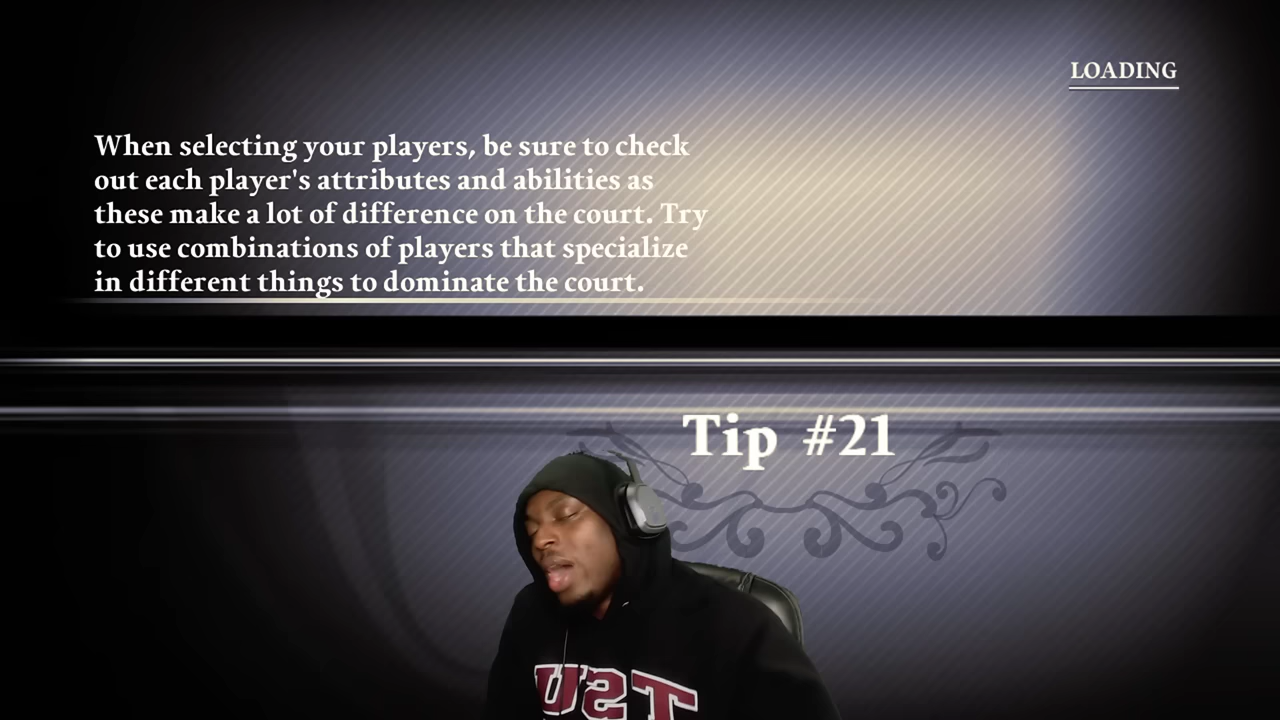 LOADING
When selecting your players, be sure to check
out each player's attributes and abilities as
these make a lot of difference on the court. Try
to use combinations of players that specialize
in different things to dominate the court.
Tip #21
UST